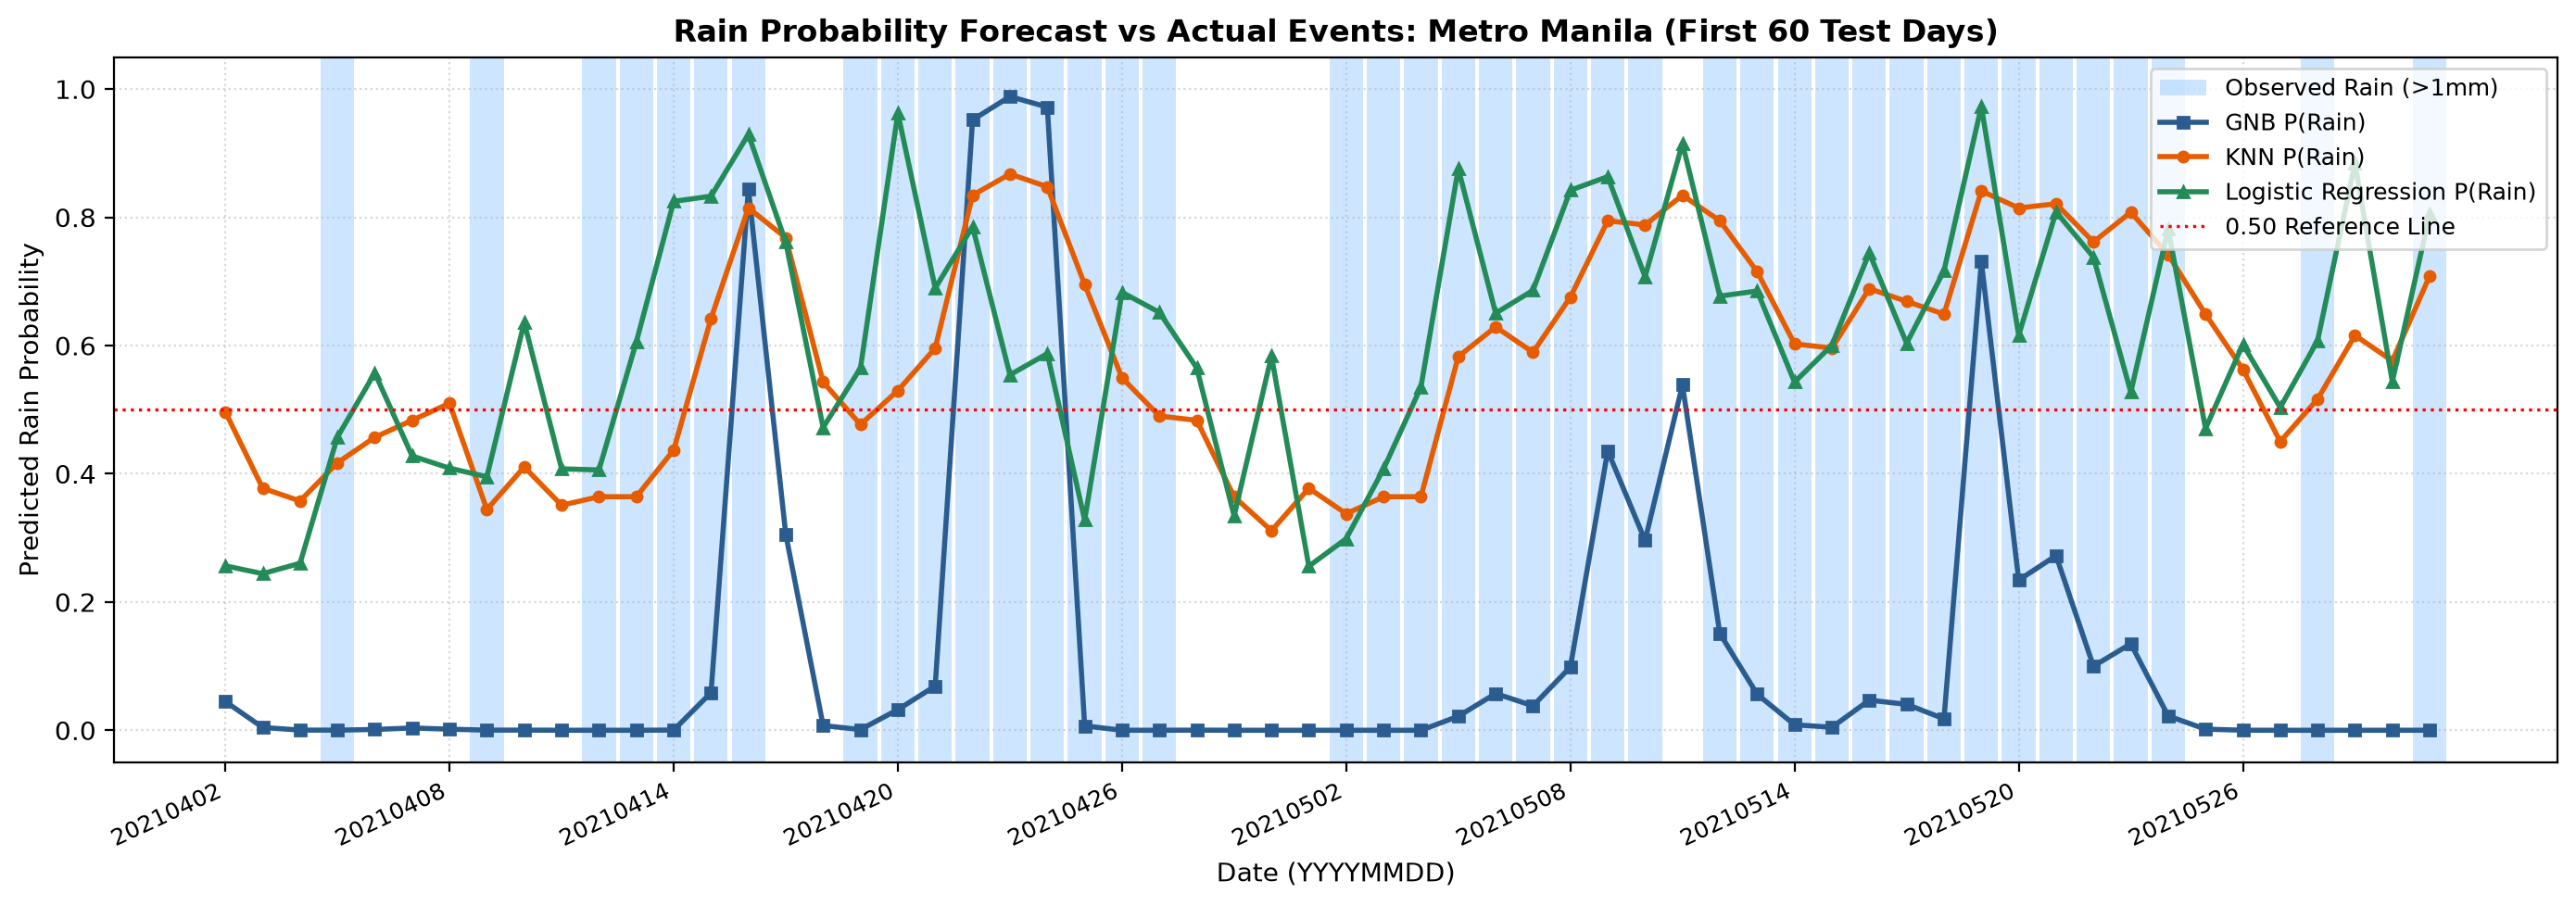 Rain Probability Forecast vs Actual Events: Metro Manila (First 60 Test Days)
Predicted Rain Probability
1.0
0.8
0.6
0.4
0.2
0.0
Observed Rain (>1mm)
GNB P(Rain)
KNN P(Rain)
Logistic Regression P(Rain)
0.50 Reference Line
20210402
20210408
20210414
20210420
20210426
20210502
20210508
20210514
20210520
20210526
Date (YYYYMMDD)